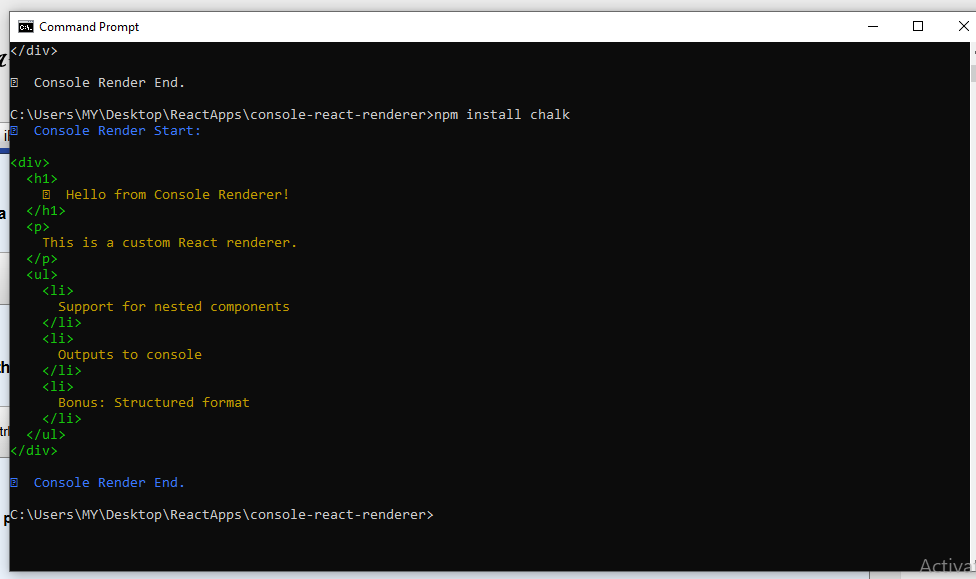 Command Prompt
</div>
Console Render End.
C:\Users\MY\Desktop\ReactApps\console-react-renderer>npm install chalk
Console Render Start:
<div>
<h1>
Hello from Console Renderer!
</h1>
<p>
This is a custom React renderer.
</p>
<ul>
<li>
Support for nested components
</li>
<li>
Outputs to console
</li>
<li>
Bonus: Structured format
</li>
</ul>
</div>
Console Render End.
C:\Users\MY\Desktop\ReactApps\console-react-renderer>